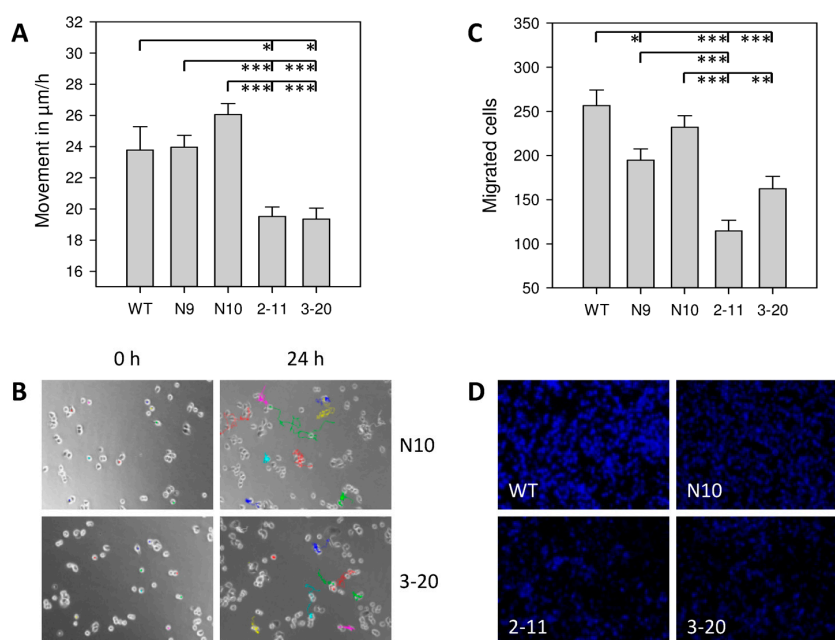 A
Movement in µm/h
32
30
28
26
24
22
20
18
16
* *
*** ***
*** ***
WT N9 N10 2-11 3-20
C
Migrated cells
350
300
250
200
150
100
50
* *** ***
***
*** **
WT N9 N10 2-11 3-20
0 h 24 h
B
N10
3-20
D
WT N10
2-11 3-20